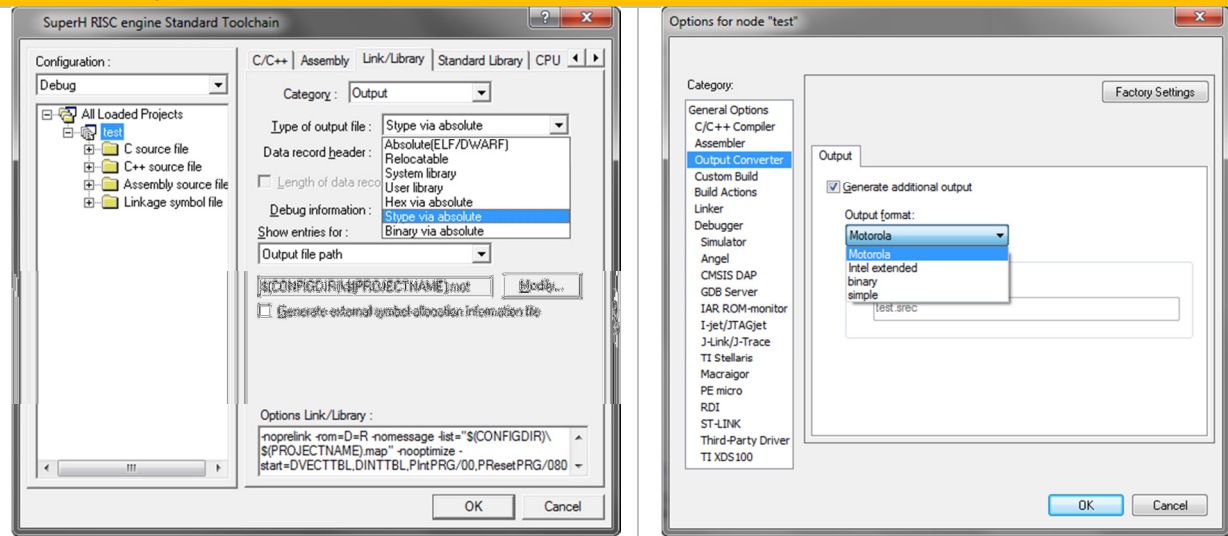 SuperH RISC engine Standard Toolchain
Configuration :
Debug
All Loaded Projects
test
C source file
C++ source file
Assembly source file
Linkage symbol file
C/C++ Assembly Link/Library Standard Library CPU
Category : Output
Type of output file : Stype via absolute
Absolute(ELF/DWARF)
Relocatable
System library
User library
Hex via absolute
Stype via absolute
Binary via absolute
Data record header :
Length of data reco
Debug information :
Show entries for :
Output file path
$(CONFIGDIR)\$(PROJECTNAME).mot Modify...
Generate external symbol-allocation information file
Options Link/Library :
-noprelink -rom=D=R -nomessage -list="$(CONFIGDIR)\
$(PROJECTNAME).map" -nooptimize -
start=DVECTTBL,DINTTBL,PIntPRG/00,PResetPRG/080
OK Cancel
Options for node "test"
Category:
General Options
C/C++ Compiler
Assembler
Output Converter
Custom Build
Build Actions
Linker
Debugger
Simulator
Angel
CMSIS DAP
GDB Server
IAR ROM-monitor
I-jet/JTAGjet
J-Link/J-Trace
TI Stellaris
Macraigor
PE micro
RDI
ST-LINK
Third-Party Driver
TI XDS100
Factory Settings
Output
Generate additional output
Output format:
Motorola
Motorola
Intel extended
binary
simple
test.srec
OK Cancel